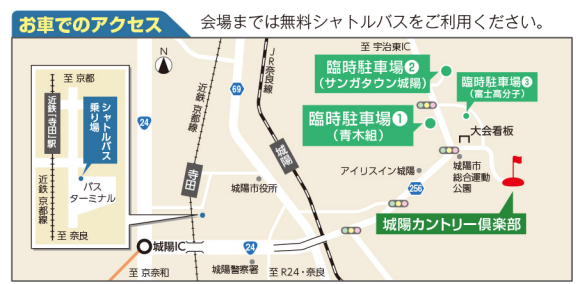 お車でのアクセス
会場までは無料シャトルバスをご利用ください。
至 京都
近鉄「寺田」駅
シャトルバス
乗り場
近鉄 京都線
バス
ターミナル
至 奈良
N
近鉄 京都線
JR奈良線
69
24
寺田
城陽
城陽市役所
城陽IC
24
至 京奈和
城陽警察署
至 R24・奈良
至 宇治東IC
臨時駐車場❷
(サンガタウン城陽)
臨時駐車場❸
(富士高分子)
臨時駐車場❶
(青木組)
大会看板
アイリスイン城陽
256
城陽市
総合運動
公園
城陽カントリー倶楽部